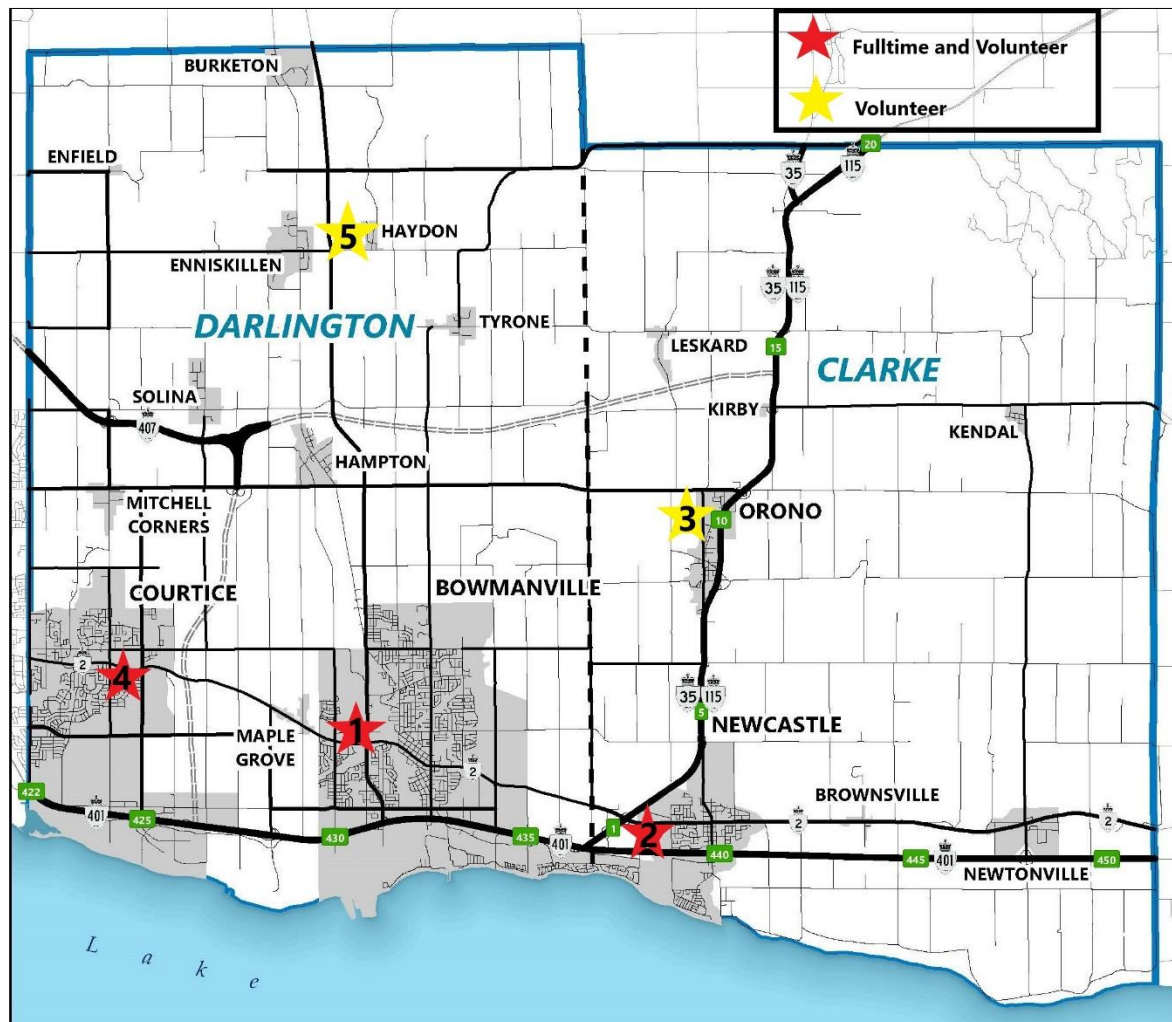 Fulltime and Volunteer
Volunteer
BURKETON
20
ENFIELD
35
115
5
HAYDON
ENNISKILLEN
35
115
DARLINGTON
TYRONE
LESKARD
15
CLARKE
SOLINA
KIRBY
407
KENDAL
HAMPTON
MITCHELL
CORNERS
3
ORONO
10
COURTICE
BOWMANVILLE
2
4
35
115
5
1
NEWCASTLE
MAPLE
GROVE
2
422
401
425
430
435
401
1
2
BROWNSVILLE
2
2
440
445
401
450
NEWTONVILLE
Lake